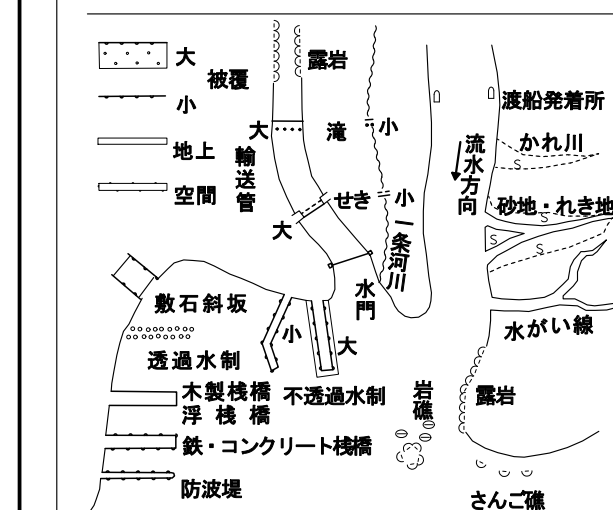 大
被覆
小
地上
空間
輸送管
露岩
大
滝
小
せき
小
大
一条河川
水門
渡船発着所
流水方向
かれ川
S
砂地・れき地
S
S
S
水がい線
敷石斜坂
小
大
透過水制
不透過水制
木製桟橋
浮桟橋
鉄・コンクリート桟橋
防波堤
岩礁
露岩
さんご礁